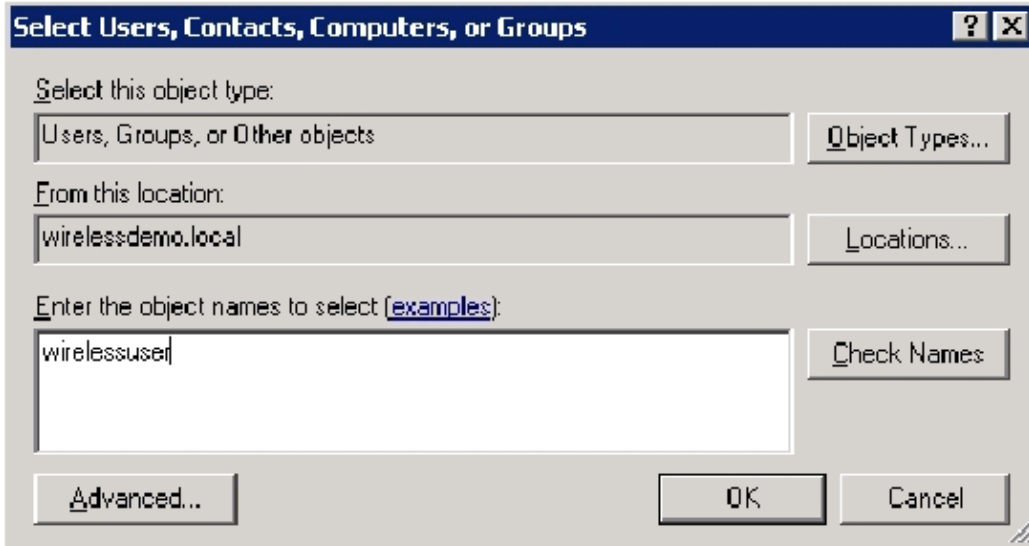 Select Users, Contacts, Computers, or Groups
Select this object type:
Users, Groups, or Other objects
Object Types...
From this location:
wirelessdemo.local
Locations...
Enter the object names to select (examples):
wirelessuser
Check Names
Advanced...
OK
Cancel